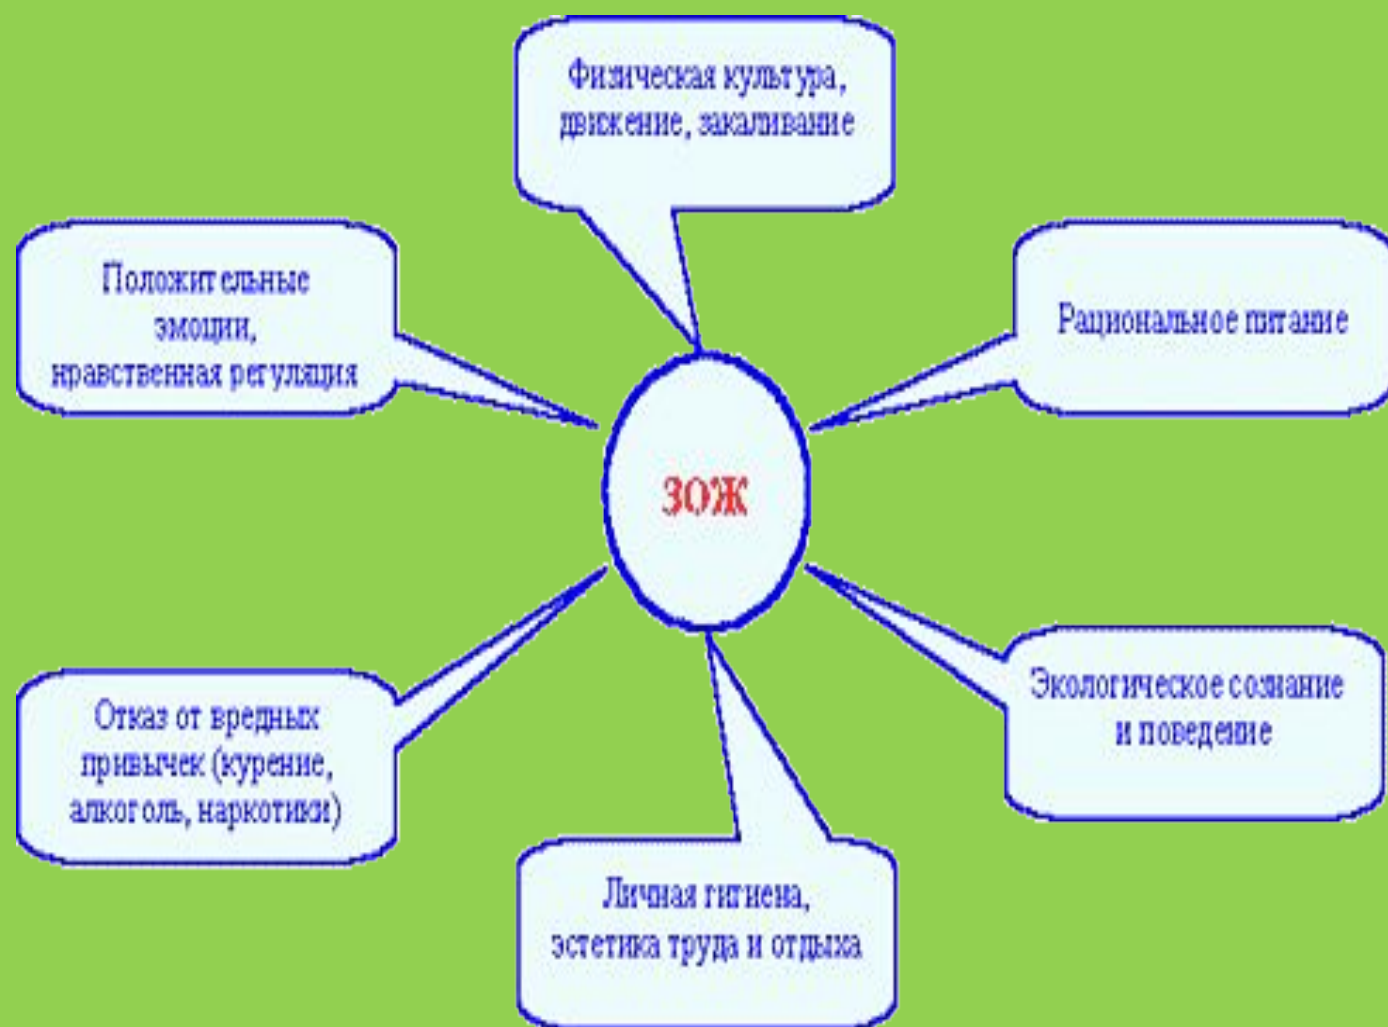 Физическая культура,
движение, закаливание
Положительные
эмоции,
нравственная регуляция
Рациональное питание
ЗОЖ
Отказ от вредных
привычек (курение,
алкоголь, наркотики)
Экологическое сознание
и поведение
Личная гигиена,
эстетика труда и отдыха